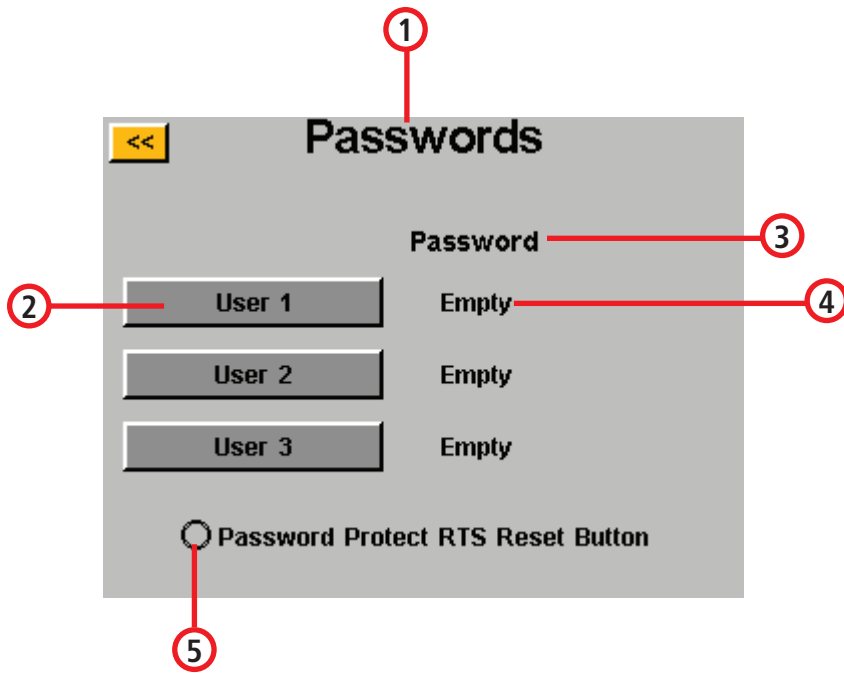 1
<< Passwords
Password 3
2 User 1 Empty 4
User 2 Empty
User 3 Empty
Password Protect RTS Reset Button
5